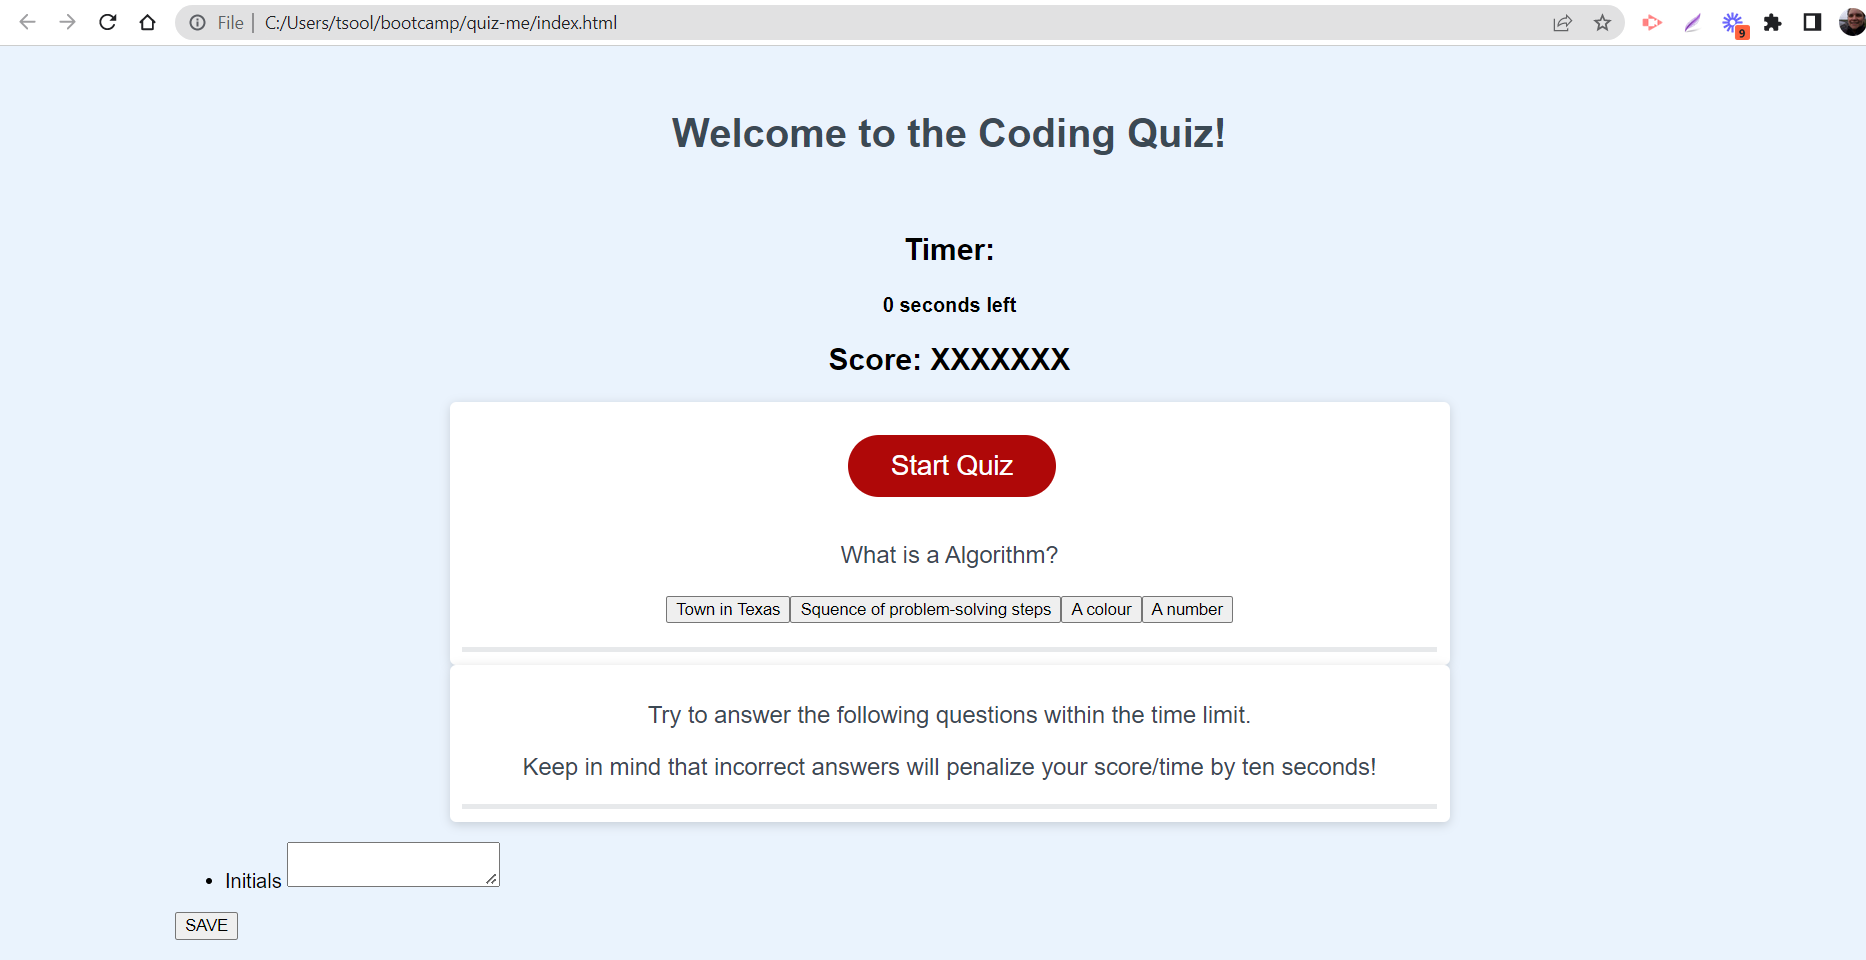 File | C:/Users/tsool/bootcamp/quiz-me/index.html
9
Welcome to the Coding Quiz!
Timer:
0 seconds left
Score: XXXXXXX
Start Quiz
What is a Algorithm?
Town in Texas Squence of problem-solving steps A colour A number
Try to answer the following questions within the time limit.
Keep in mind that incorrect answers will penalize your score/time by ten seconds!
• Initials
SAVE